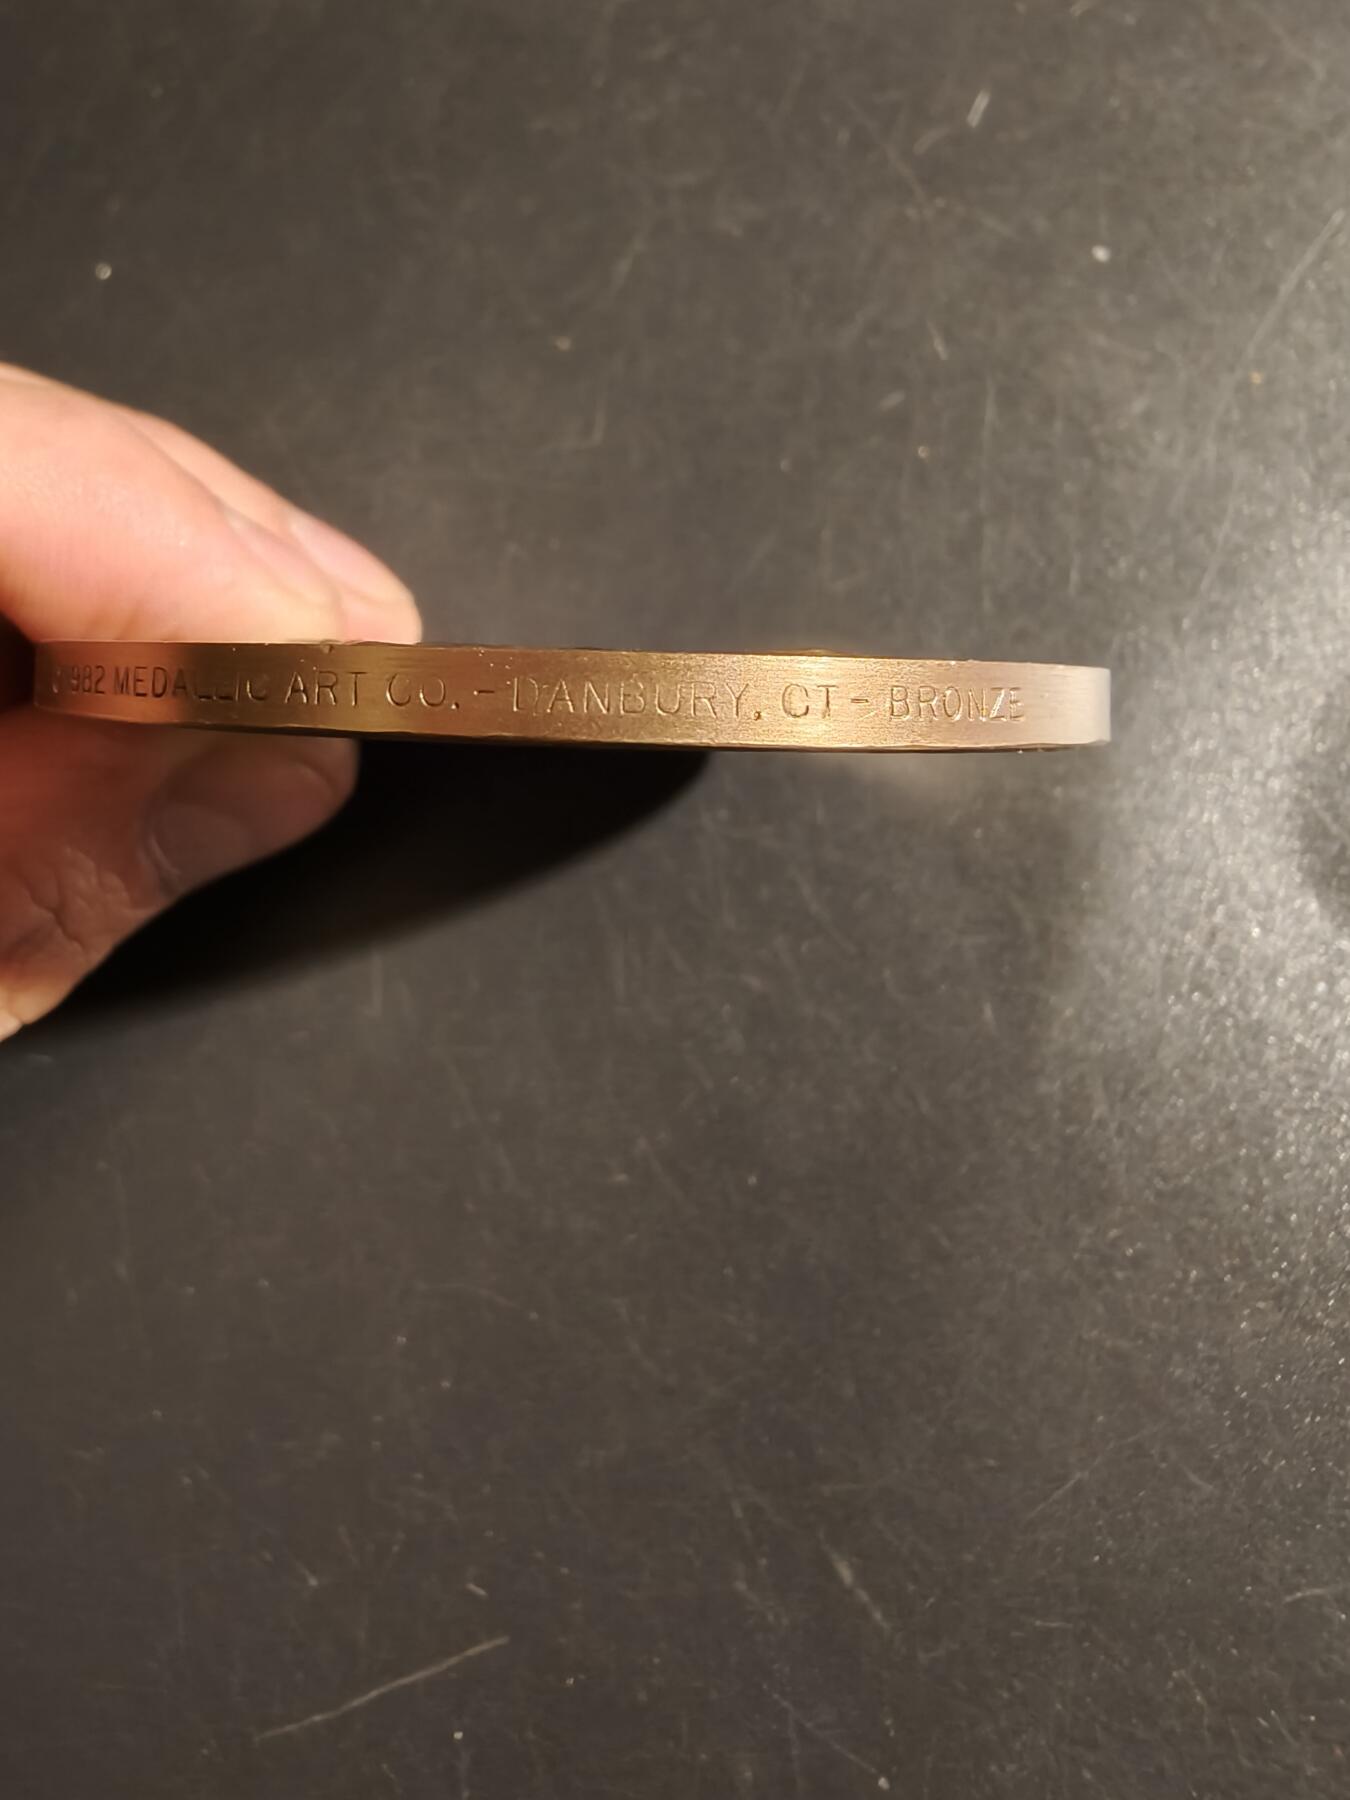 ©1982 MEDALLIC ART CO. - DANBURY, CT - BRONZE